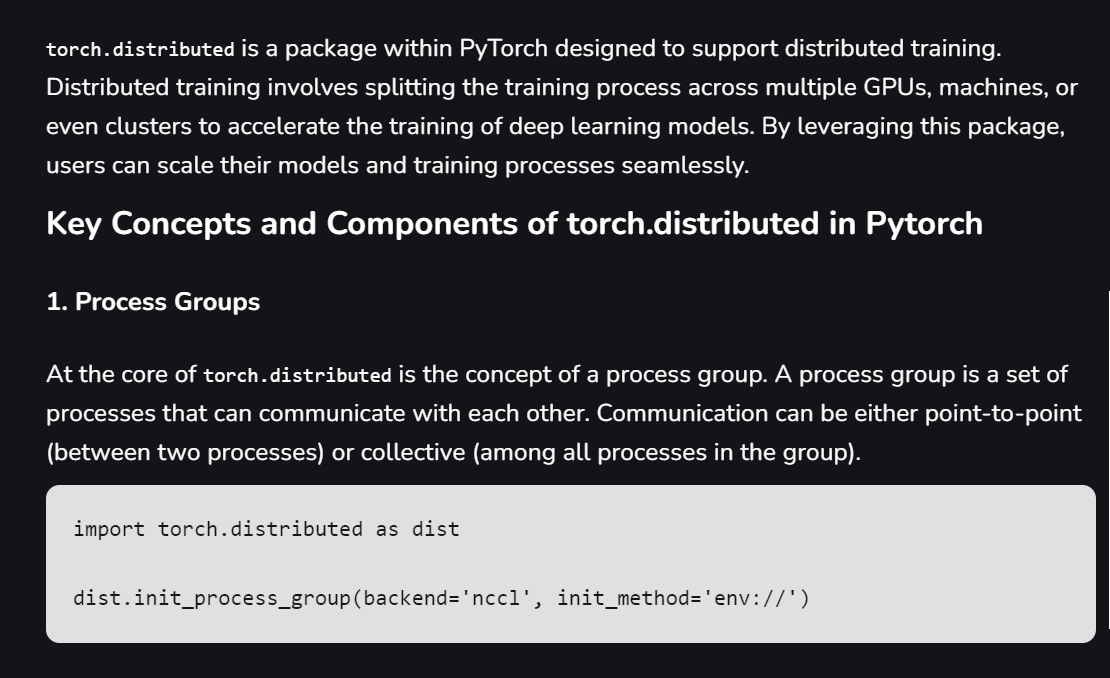 torch.distributed is a package within PyTorch designed to support distributed training.
Distributed training involves splitting the training process across multiple GPUs, machines, or
even clusters to accelerate the training of deep learning models. By leveraging this package,
users can scale their models and training processes seamlessly.
Key Concepts and Components of torch.distributed in Pytorch
1. Process Groups
At the core of torch.distributed is the concept of a process group. A process group is a set of
processes that can communicate with each other. Communication can be either point-to-point
(between two processes) or collective (among all processes in the group).
import torch.distributed as dist
dist.init_process_group(backend='nccl', init_method='env://')